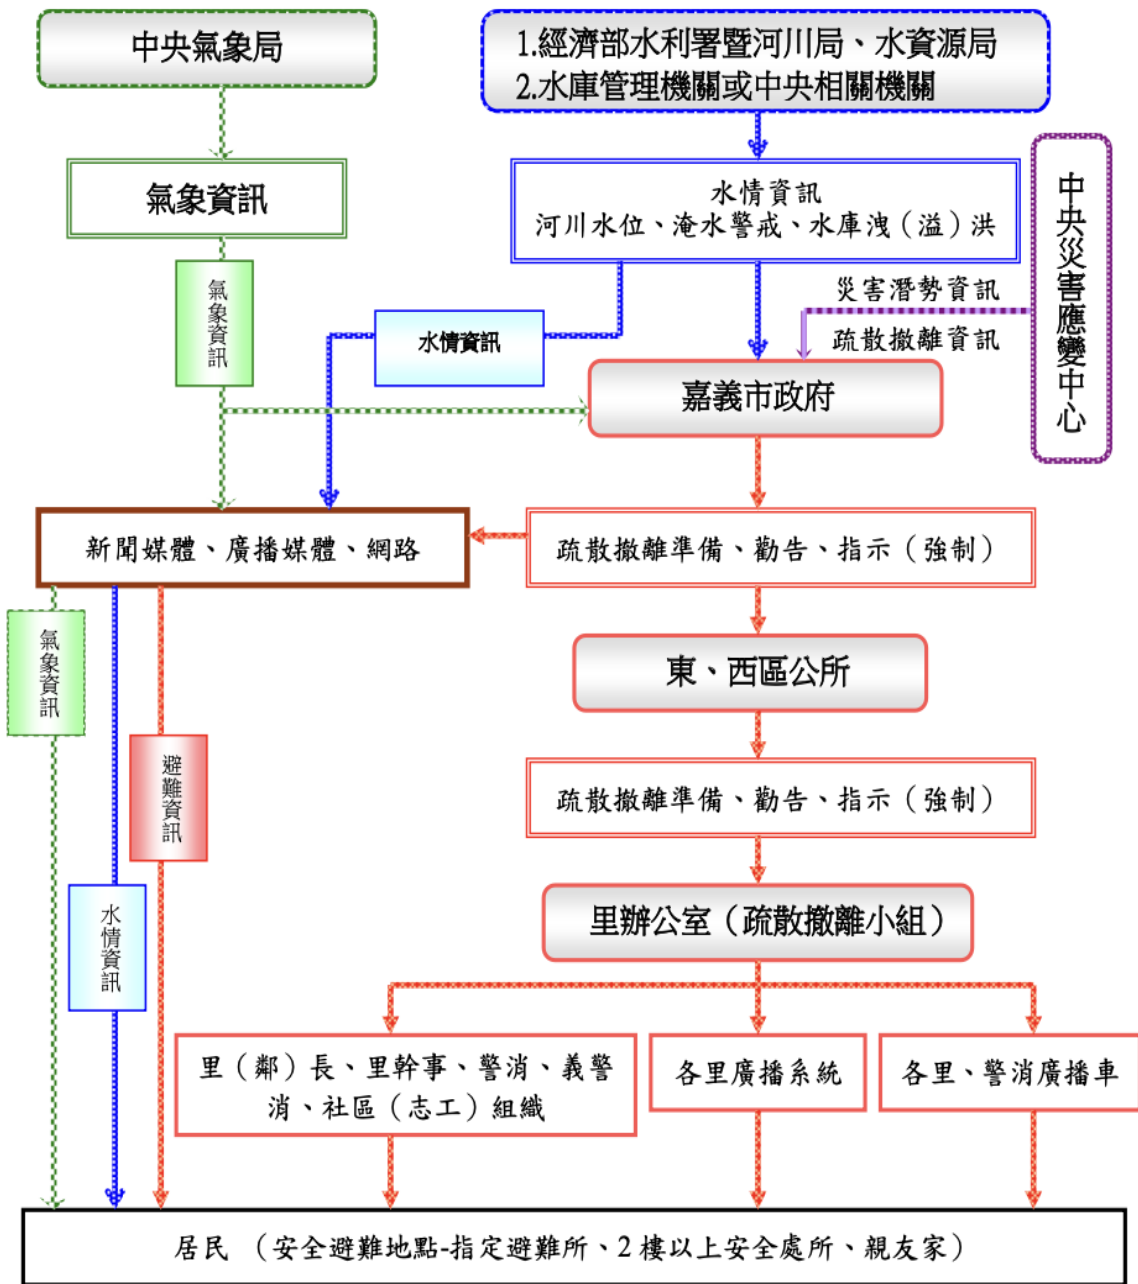 中央氣象局
1.經濟部水利署暨河川局、水資源局
2.水庫管理機關或中央相關機關
氣象資訊
水情資訊
河川水位、淹水警戒、水庫洩（溢）洪
中央災害應變中心
氣象資訊
災害潛勢資訊
疏散撤離資訊
水情資訊
嘉義市政府
新聞媒體、廣播媒體、網路
疏散撤離準備、勸告、指示（強制）
氣象資訊
東、西區公所
避難資訊
疏散撤離準備、勸告、指示（強制）
水情資訊
里辦公室（疏散撤離小組）
里（鄰）長、里幹事、警消、義警
消、社區（志工）組織
各里廣播系統
各里、警消廣播車
居民 （安全避難地點-指定避難所、2 樓以上安全處所、親友家）